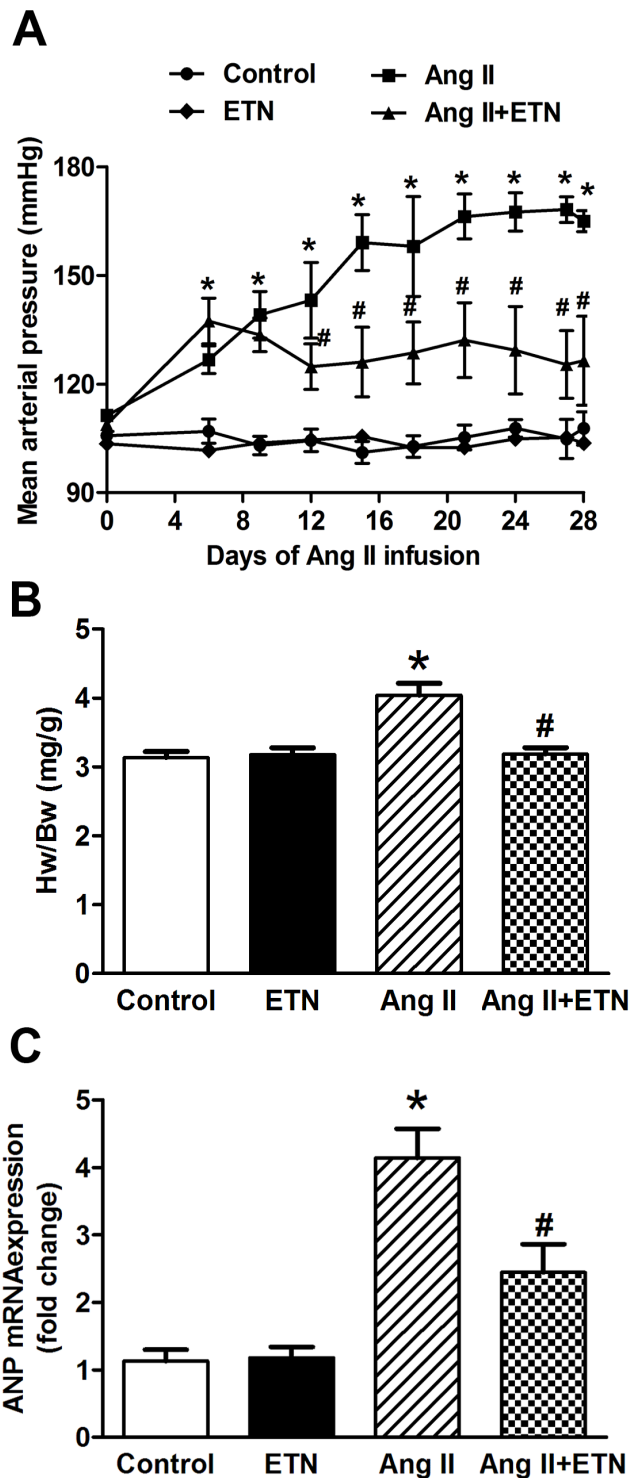 A
Control
Ang II
ETN
Ang II+ETN
Mean arterial pressure (mmHg)
180
150
120
90
* * * * * * * * *
# # # # # # #
0 4 8 12 16 20 24 28
Days of Ang II infusion
B
Hw/Bw (mg/g)
5
4
3
2
1
0
*
#
Control ETN Ang II Ang II+ETN
C
ANP mRNAexpression
(fold change)
5
4
3
2
1
0
*
#
Control ETN Ang II Ang II+ETN